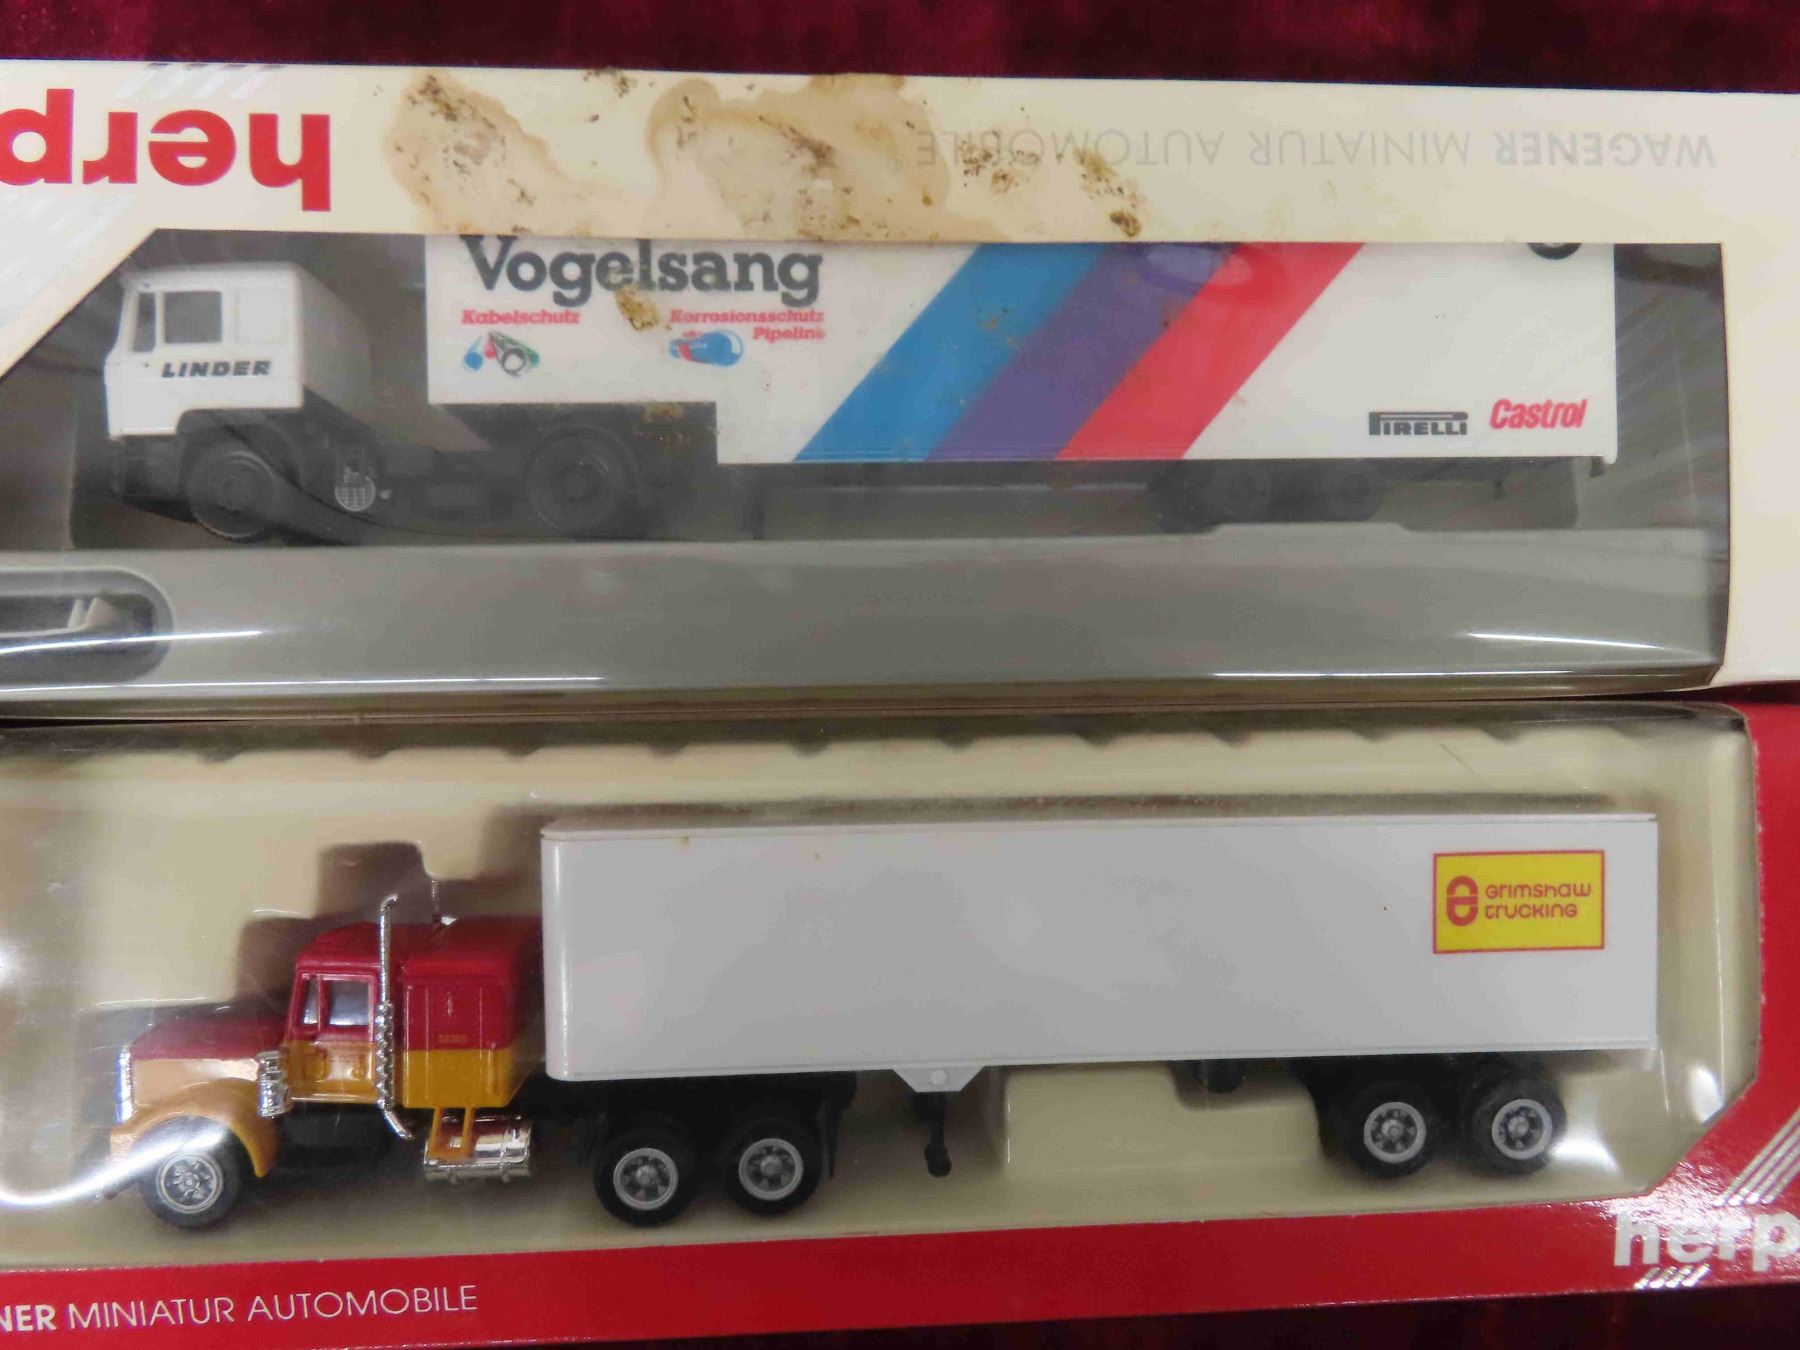 herp
WAGENER MINIATUR AUTOMOBILE
Vogelsang
Kabelschutz
Korrosionsschutz
Pipeline
LINDER
PIRELLI
Castrol
Grimshaw
trucking
herp
NER MINIATUR AUTOMOBILE